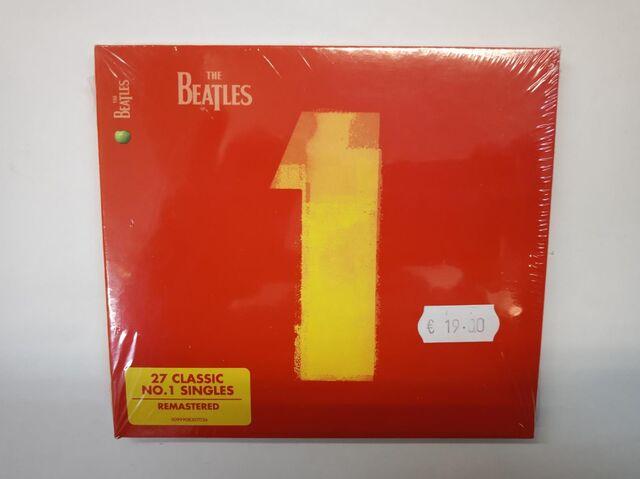 THE
BEATLES
THE
BEATLES
1
€ 19.00
27 CLASSIC
NO.1 SINGLES
REMASTERED